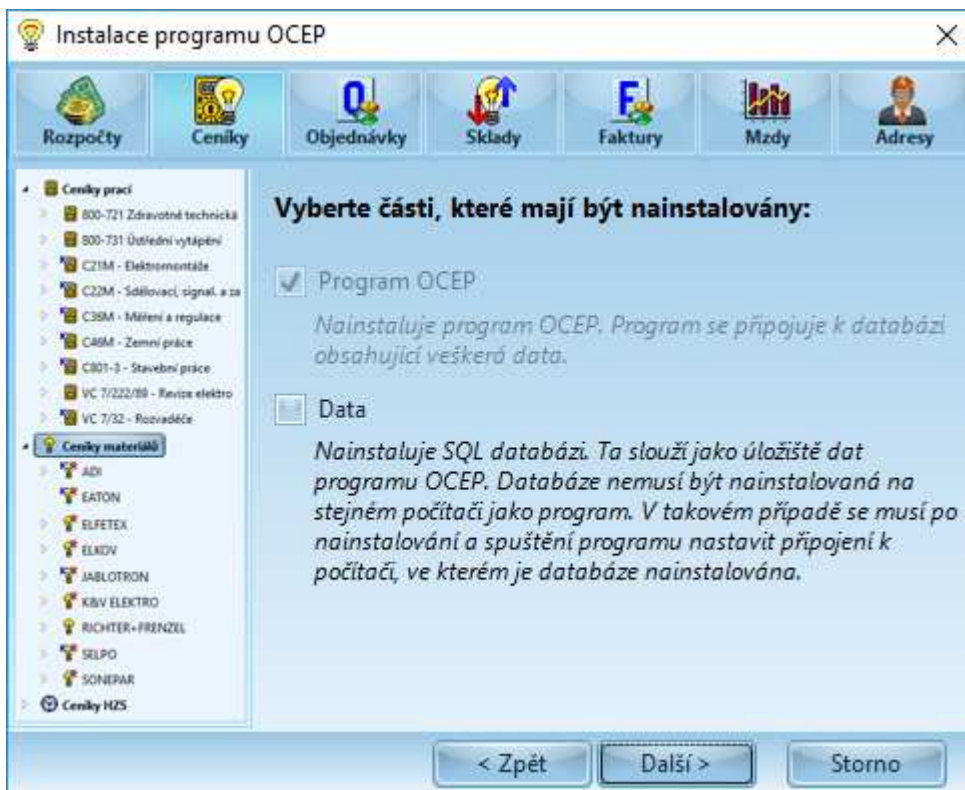 Instalace programu OCEP
Rozpočty
Ceníky
Objednávky
Sklady
Faktury
Mzdy
Adresy
Ceníky prací
800-721 Zdravotně technická
800-731 Ústřední vytápění
C21M - Elektromontáže
C22M - Sdělovací, signal. a za
C36M - Měření a regulace
C46M - Zemní práce
C801-3 - Stavební práce
VC 7/222/89 - Revize elektro
VC 7/32 - Rozvaděče
Ceníky materiálů
ADI
EATON
ELFETEX
ELKOV
JABLOTRON
K&V ELEKTRO
RICHTER+FRENZEL
SELPO
SONEPAR
Ceníky HZS
Vyberte části, které mají být nainstalovány:
Program OCEP
Nainstaluje program OCEP. Program se připojuje k databázi
obsahující veškerá data.
Data
Nainstaluje SQL databázi. Ta slouží jako úložiště dat
programu OCEP. Databáze nemusí být nainstalovaná na
stejném počítači jako program. V takovém případě se musí po
nainstalování a spuštění programu nastavit připojení k
počítači, ve kterém je databáze nainstalována.
< Zpět
Další >
Storno